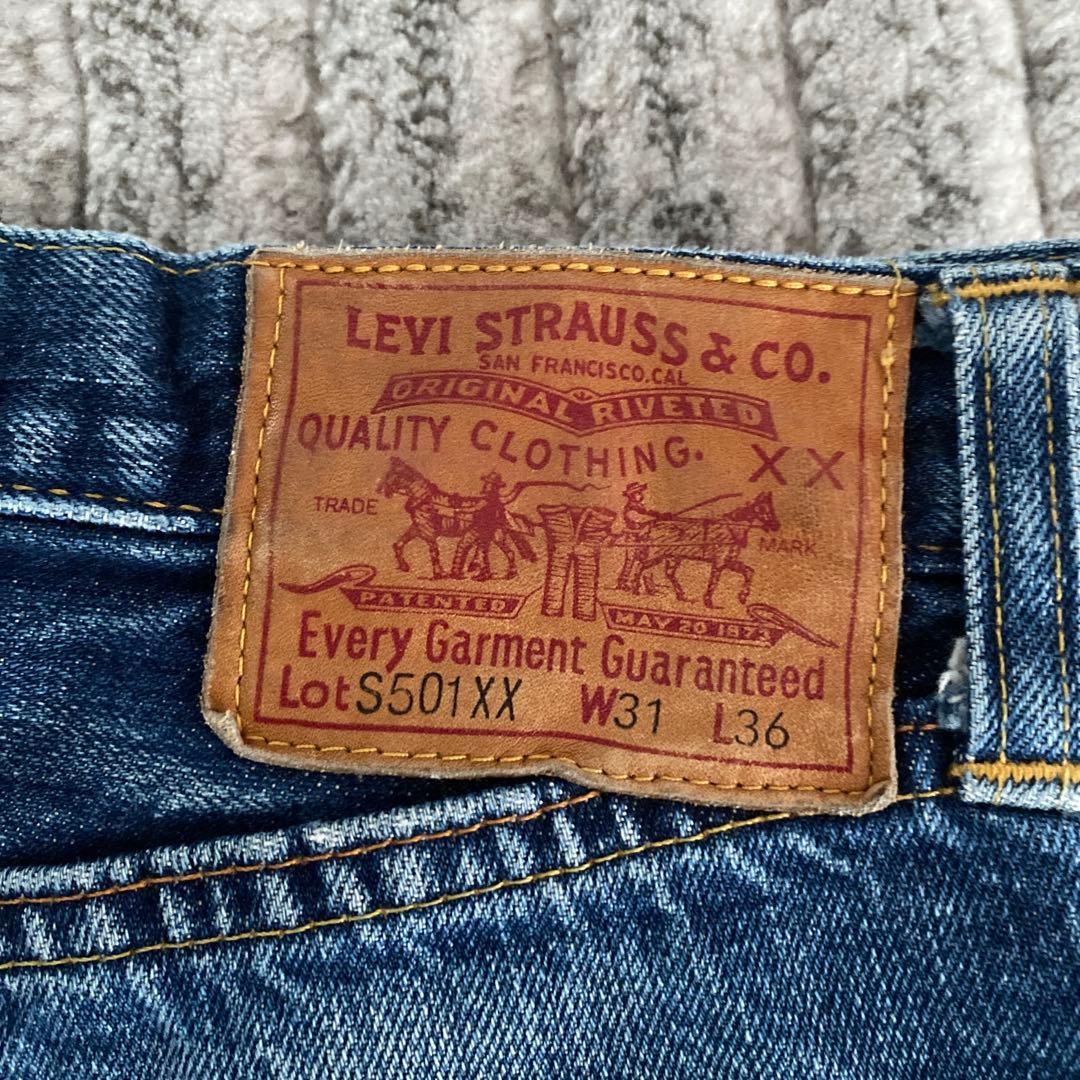 LEVI STRAUSS & CO.
SAN FRANCISCO.CAL
ORIGINAL RIVETED
QUALITY CLOTHING. XX
TRADE MARK
PATENTED MAY 20 1873
Every Garment Guaranteed
Lot S501XX W31 L36